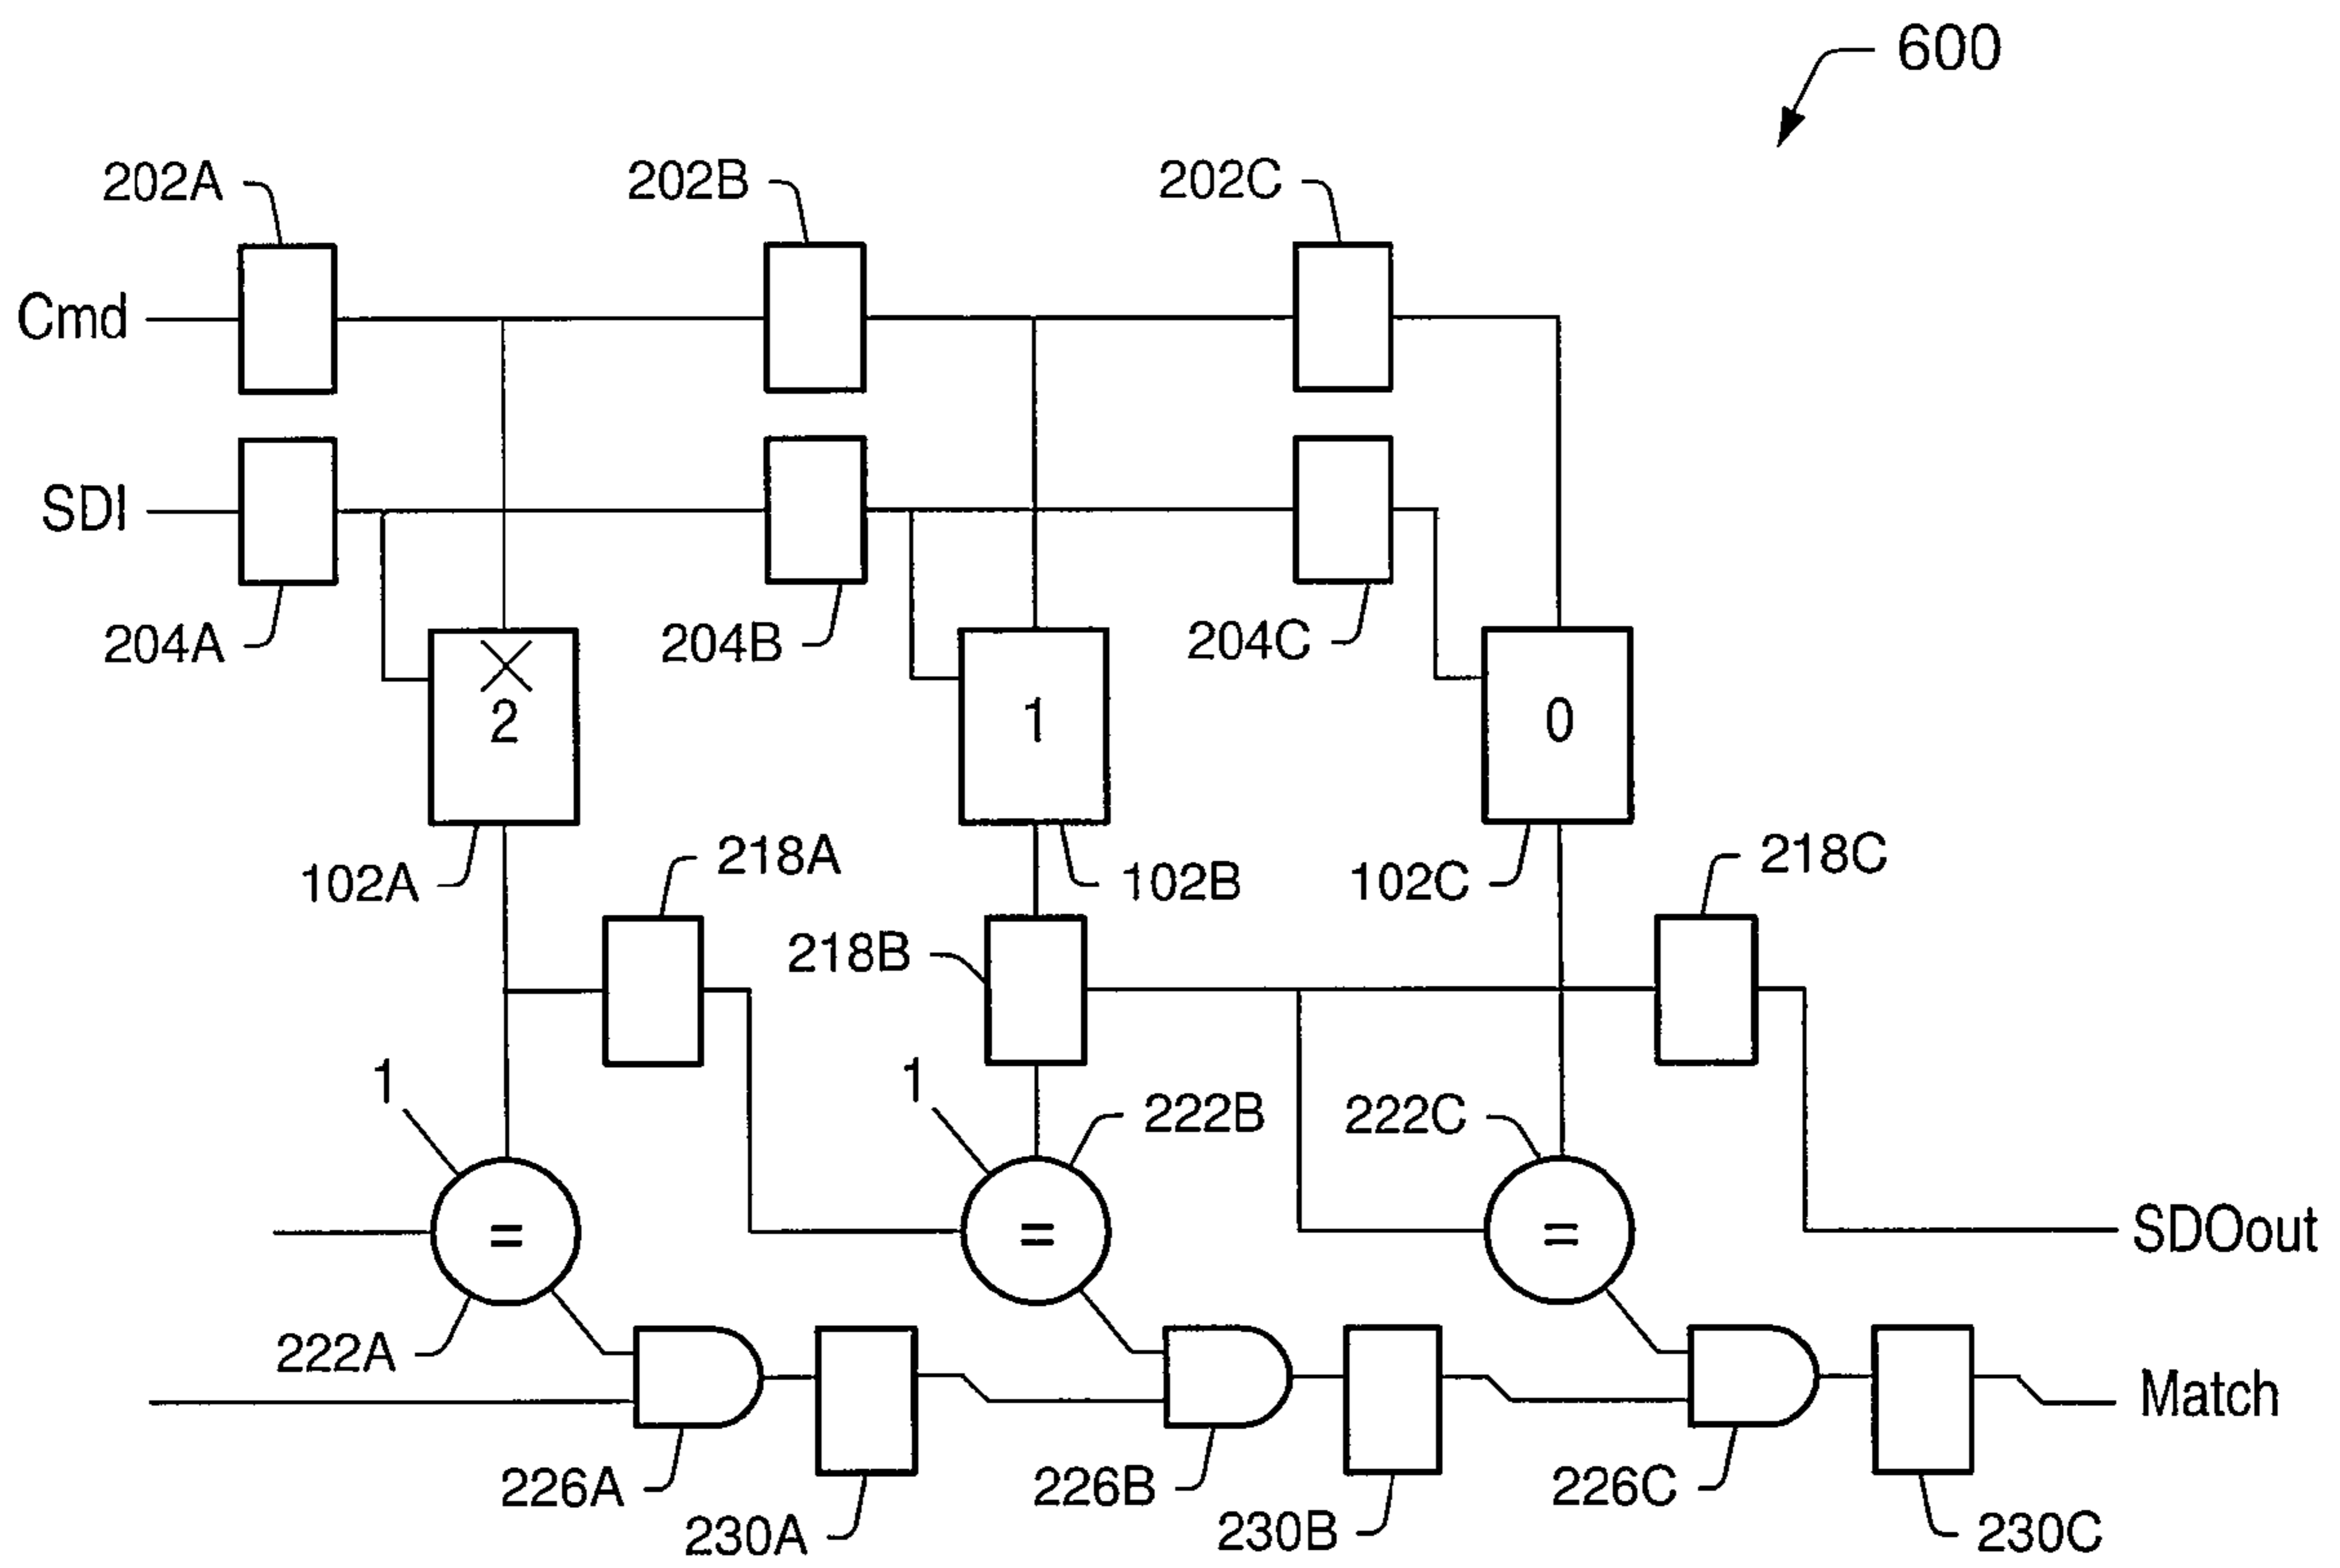 600
202A 202B 202C
Cmd
SDI
204A 204B 204C
2 1 0
102A 218A 102B 102C 218C
218B
1 1 222B 222C
= = =
SDOout
222A
Match
226A 226B 226C
230A 230B 230C